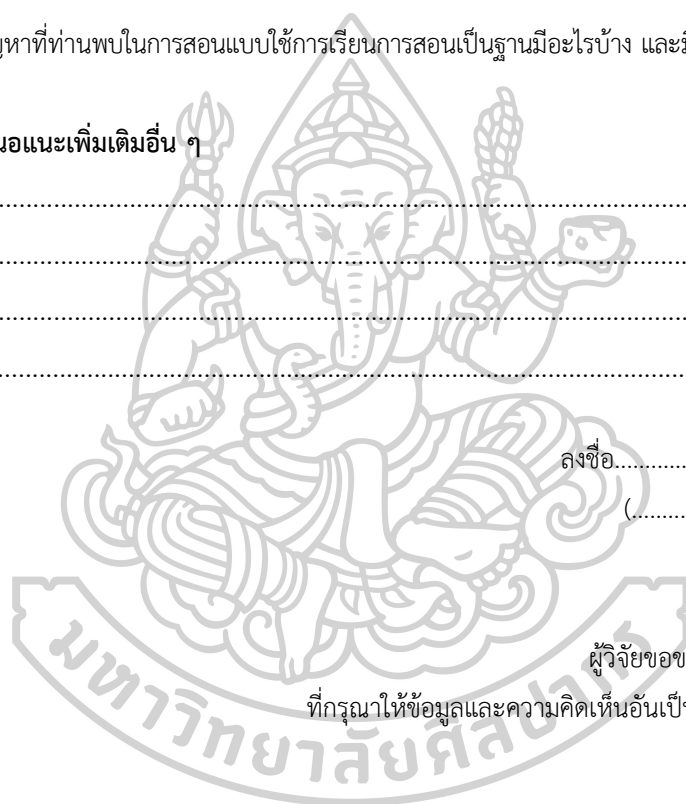 ญหาที่ท่านพบในการสอนแบบใช้การเรียนการสอนเป็นฐานมีอะไรบ้าง และมี
นอแนะเพิ่มเติมอื่น ๆ
................................................................................
................................................................................
................................................................................
................................................................................
ลงชื่อ............
(.........
ผู้วิจัยขอข
ที่กรุณาให้ข้อมูลและความคิดเห็นอันเป็น
มหาวิทยาลัยศิลปากร